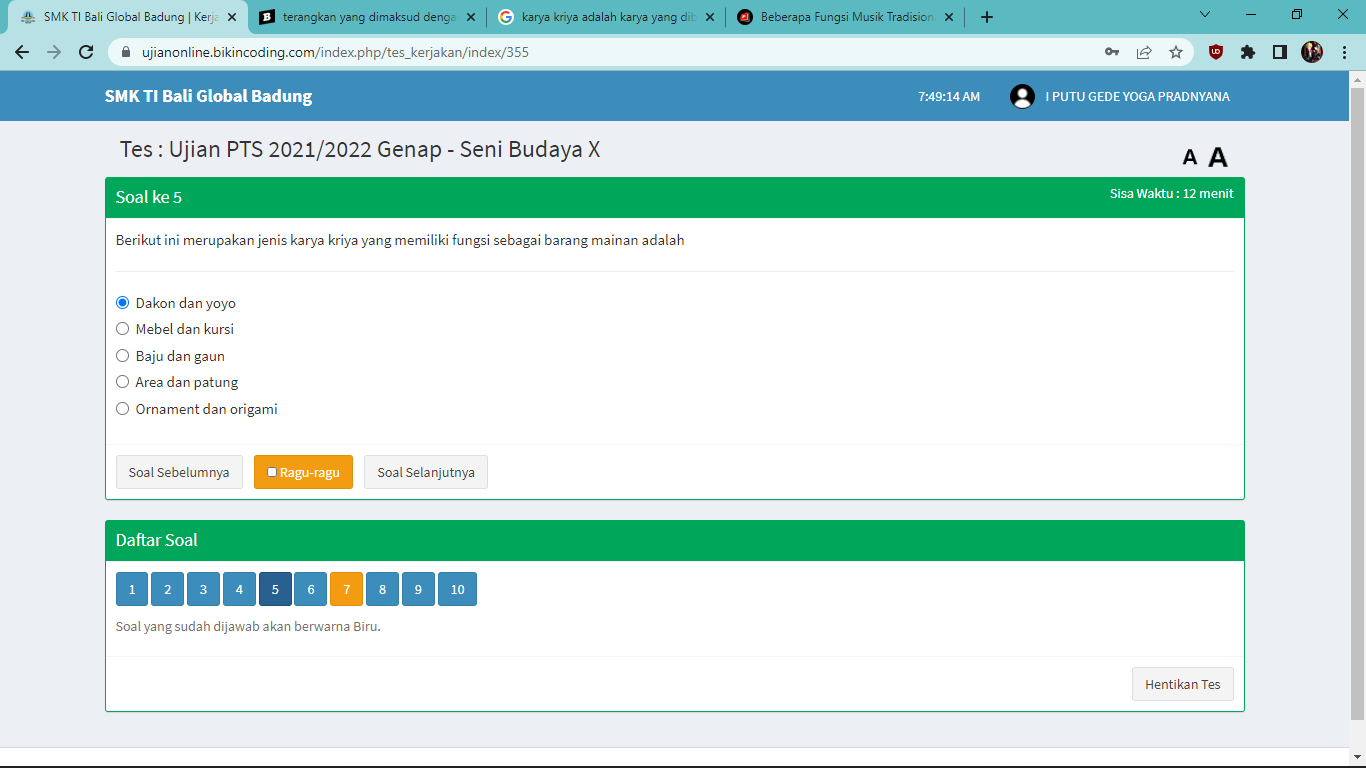 SMK TI Bali Global Badung | Kerja
terangkan yang dimaksud denga
karya kriya adalah karya yang dib
Beberapa Fungsi Musik Tradision
ujianonline.bikincoding.com/index.php/tes_kerjakan/index/355
SMK TI Bali Global Badung
7:49:14 AM
I PUTU GEDE YOGA PRADNYANA
Tes : Ujian PTS 2021/2022 Genap - Seni Budaya X
A A
Soal ke 5
Sisa Waktu : 12 menit
Berikut ini merupakan jenis karya kriya yang memiliki fungsi sebagai barang mainan adalah
Dakon dan yoyo
Mebel dan kursi
Baju dan gaun
Area dan patung
Ornament dan origami
Soal Sebelumnya
Ragu-ragu
Soal Selanjutnya
Daftar Soal
1 2 3 4 5 6 7 8 9 10
Soal yang sudah dijawab akan berwarna Biru.
Hentikan Tes